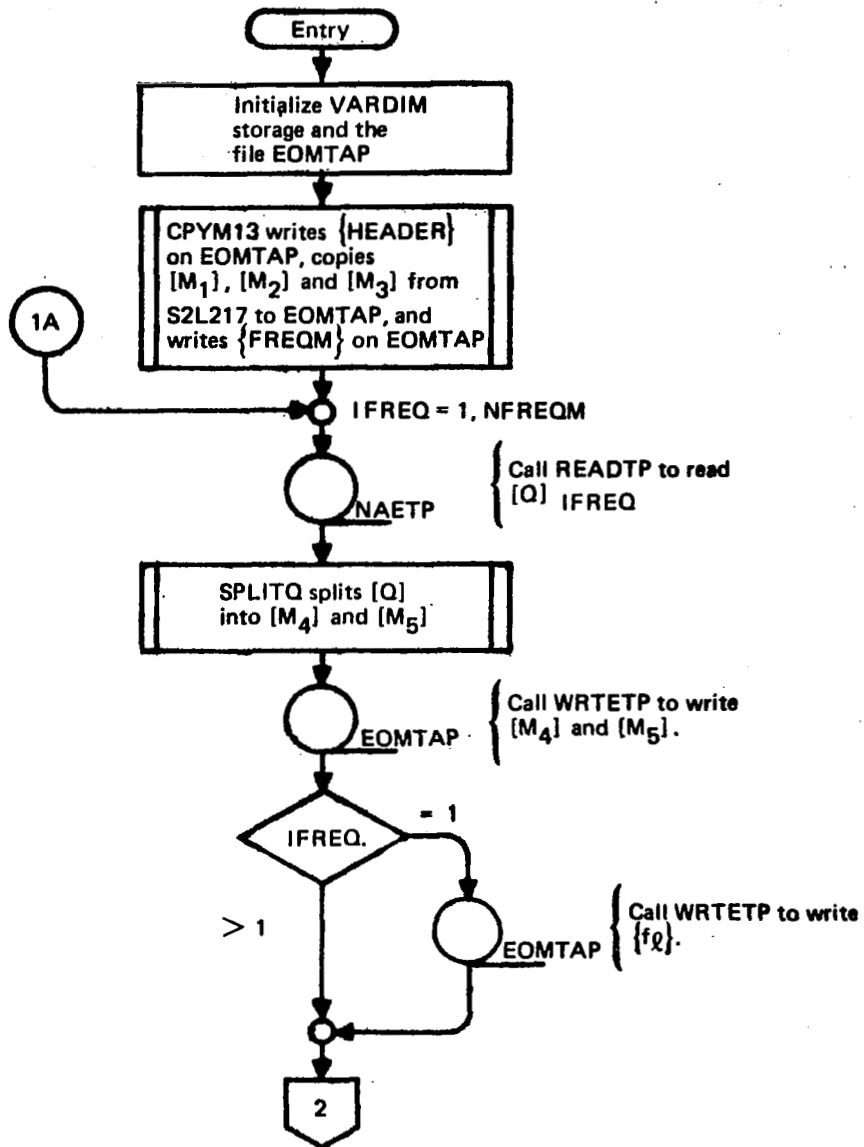 Entry
Initialize VARDIM
storage and the
file EOMTAP
CPYM13 writes {HEADER}
on EOMTAP, copies
[M1], [M2] and [M3] from
S2L217 to EOMTAP, and
writes {FREQM} on EOMTAP
1A
IFREQ = 1, NFREQM
Call READTP to read
[Q] IFREQ
NAETP
SPLITQ splits [Q]
into [M4] and [M5]
Call WRTETP to write
[M4] and [M5].
EOMTAP
= 1
IFREQ.
> 1
Call WRTETP to write
{fℓ}.
EOMTAP
2